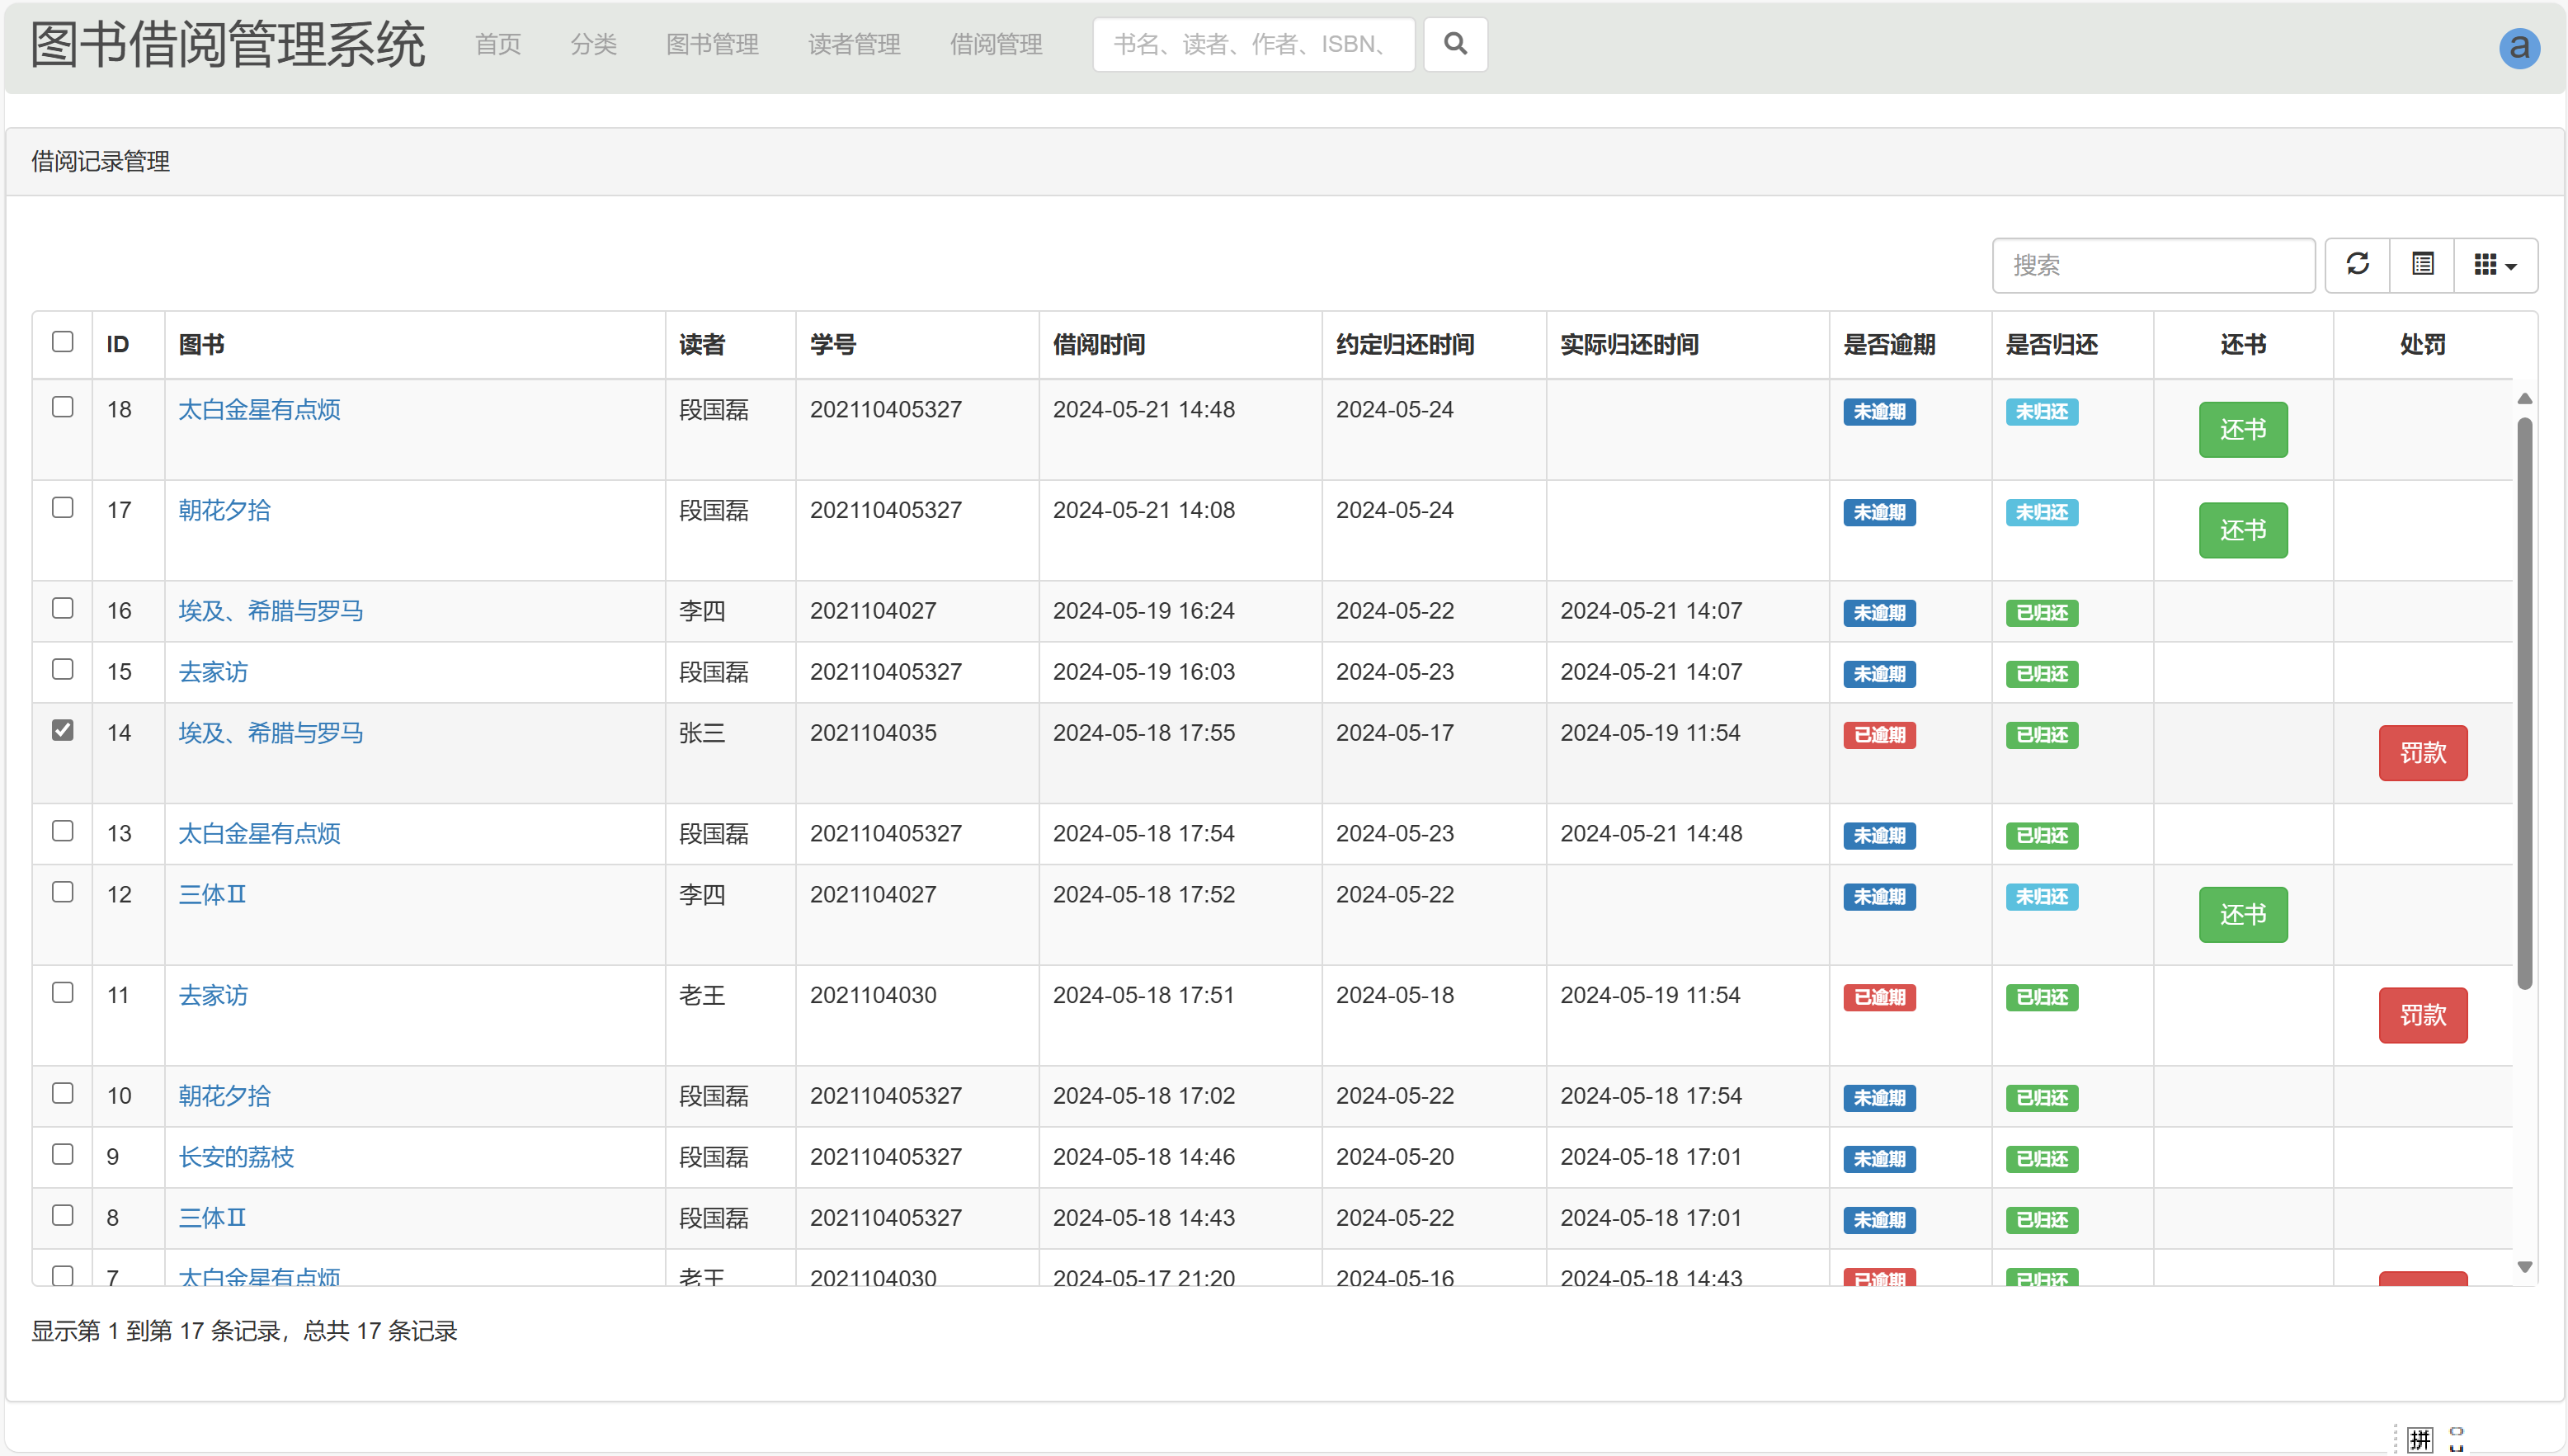 图书借阅管理系统 首页 分类 图书管理 读者管理 借阅管理 书名、读者、作者、ISBN、 a
借阅记录管理
搜索
ID 图书 读者 学号 借阅时间 约定归还时间 实际归还时间 是否逾期 是否归还 还书 处罚
18 太白金星有点烦 段国磊 202110405327 2024-05-21 14:48 2024-05-24 未逾期 未归还 还书
17 朝花夕拾 段国磊 202110405327 2024-05-21 14:08 2024-05-24 未逾期 未归还 还书
16 埃及、希腊与罗马 李四 2021104027 2024-05-19 16:24 2024-05-22 2024-05-21 14:07 未逾期 已归还
15 去家访 段国磊 202110405327 2024-05-19 16:03 2024-05-23 2024-05-21 14:07 未逾期 已归还
14 埃及、希腊与罗马 张三 2021104035 2024-05-18 17:55 2024-05-17 2024-05-19 11:54 已逾期 已归还 罚款
13 太白金星有点烦 段国磊 202110405327 2024-05-18 17:54 2024-05-23 2024-05-21 14:48 未逾期 已归还
12 三体Ⅱ 李四 2021104027 2024-05-18 17:52 2024-05-22 未逾期 未归还 还书
11 去家访 老王 2021104030 2024-05-18 17:51 2024-05-18 2024-05-19 11:54 已逾期 已归还 罚款
10 朝花夕拾 段国磊 202110405327 2024-05-18 17:02 2024-05-22 2024-05-18 17:54 未逾期 已归还
9 长安的荔枝 段国磊 202110405327 2024-05-18 14:46 2024-05-20 2024-05-18 17:01 未逾期 已归还
8 三体Ⅱ 段国磊 202110405327 2024-05-18 14:43 2024-05-22 2024-05-18 17:01 未逾期 已归还
7 太白金星有点烦 老王 2021104030 2024-05-17 21:20 2024-05-16 2024-05-18 14:43 已逾期 已归还
显示第 1 到第 17 条记录，总共 17 条记录
拼